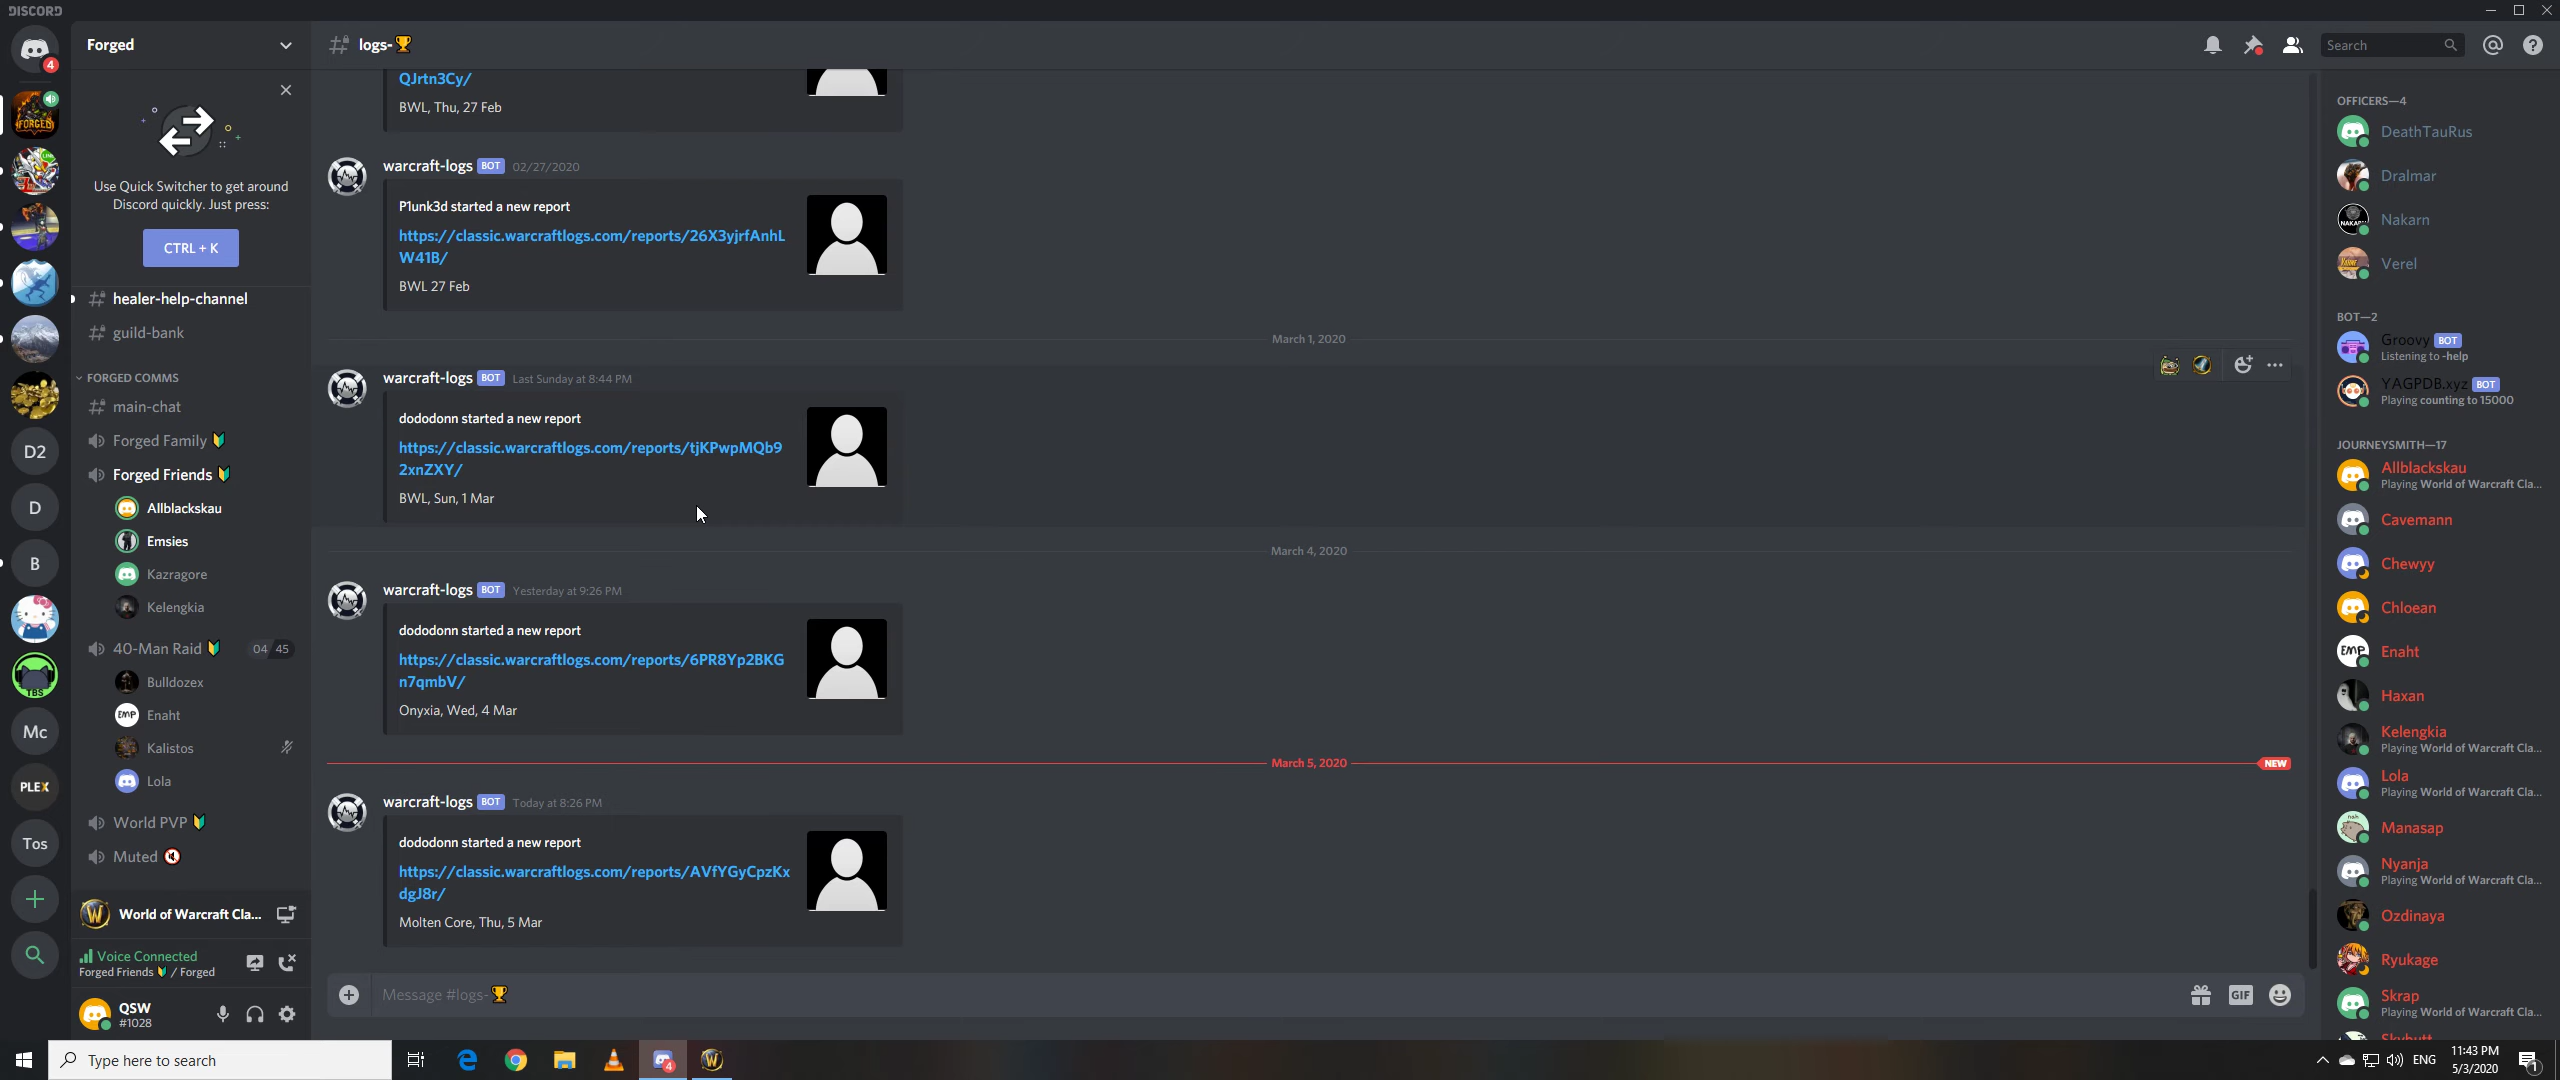 DISCORD
4
Forged
logs-🏆
Search
FORGED
Use Quick Switcher to get around
Discord quickly. Just press:
CTRL + K
healer-help-channel
guild-bank
FORGED COMMS
main-chat
Forged Family
Forged Friends
Allblackskau
Emsies
Kazragore
Kelengkia
40-Man Raid
04 45
Bulldozex
EMP Enaht
Kalistos
Lola
World PVP
Muted
D2
D
B
TBS
Mc
PLEX
Tos
World of Warcraft Cla...
Voice Connected
Forged Friends / Forged
QSW
#1028
QJrtn3Cy/
BWL, Thu, 27 Feb
warcraft-logs BOT 02/27/2020
P1unk3d started a new report
https://classic.warcraftlogs.com/reports/26X3yjrfAnhL
W41B/
BWL 27 Feb
March 1, 2020
warcraft-logs BOT Last Sunday at 8:44 PM
dododonn started a new report
https://classic.warcraftlogs.com/reports/tjKPwpMQb9
2xnZXY/
BWL, Sun, 1 Mar
March 4, 2020
warcraft-logs BOT Yesterday at 9:26 PM
dododonn started a new report
https://classic.warcraftlogs.com/reports/6PR8Yp2BKG
n7qmbV/
Onyxia, Wed, 4 Mar
March 5, 2020
NEW
warcraft-logs BOT Today at 8:26 PM
dododonn started a new report
https://classic.warcraftlogs.com/reports/AVfYGyCpzKx
dgJ8r/
Molten Core, Thu, 5 Mar
Message #logs-🏆
GIF
OFFICERS—4
DeathTauRus
Dralmar
NAKARN Nakarn
Verel
BOT—2
Groovy BOT
Listening to -help
YAGPDB.xyz BOT
Playing counting to 15000
JOURNEYSMITH—17
Allblackskau
Playing World of Warcraft Cla...
Cavemann
Chewyy
Chloean
EMP Enaht
Haxan
Kelengkia
Playing World of Warcraft Cla...
Lola
Playing World of Warcraft Cla...
nah Manasap
Nyanja
Playing World of Warcraft Cla...
Ozdinaya
Ryukage
Skrap
Playing World of Warcraft Cla...
Type here to search
4
ENG
11:43 PM
5/3/2020
1